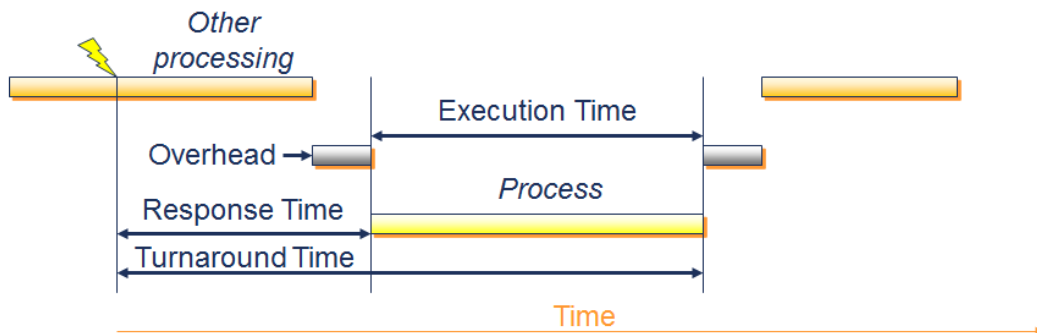 Other
processing
Execution Time
Overhead
Process
Response Time
Turnaround Time
Time